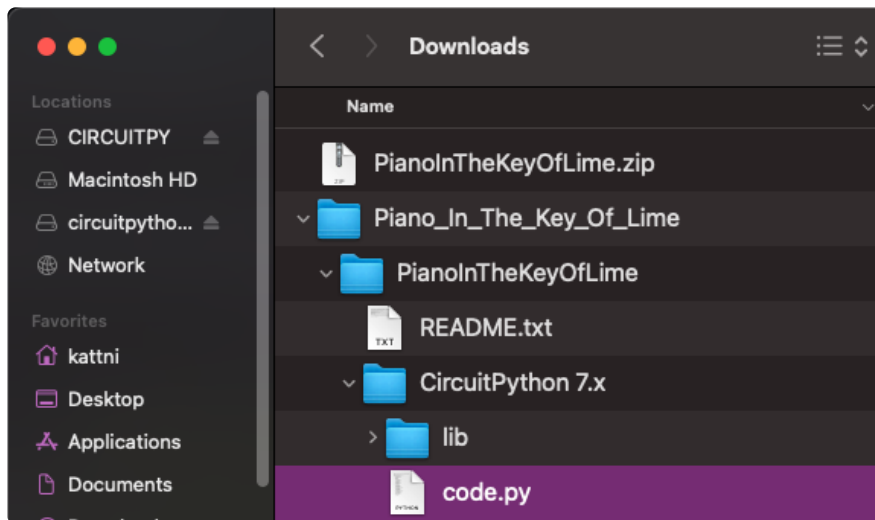 Downloads
Locations
CIRCUITPY
Macintosh HD
circuitpytho...
Network
Favorites
kattni
Desktop
Applications
Documents
Name
PianoInTheKeyOfLime.zip
ZIP
Piano_In_The_Key_Of_Lime
PianoInTheKeyOfLime
README.txt
TXT
CircuitPython 7.x
lib
code.py
PYTHON